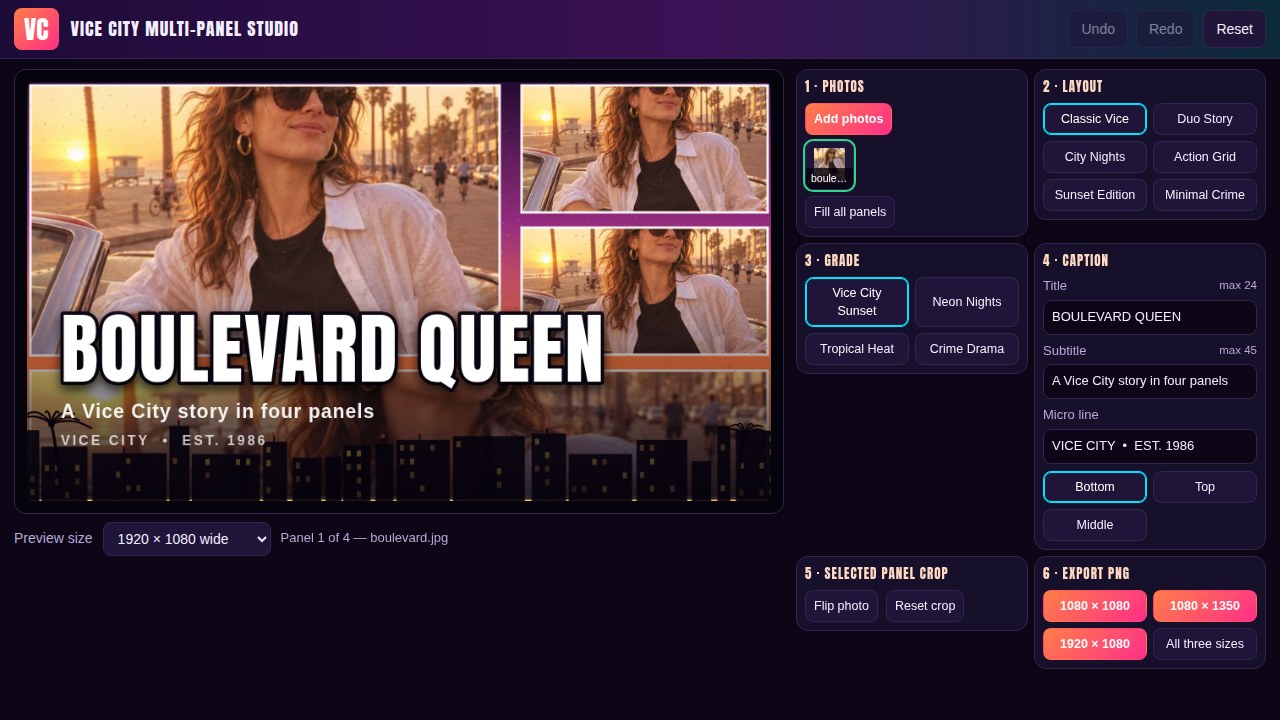 VC VICE CITY MULTI-PANEL STUDIO
Undo Redo Reset
BOULEVARD QUEEN
A Vice City story in four panels
VICE CITY • EST. 1986
Preview size 1920 × 1080 wide Panel 1 of 4 — boulevard.jpg
1 · PHOTOS
Add photos
boule...
Fill all panels
2 · LAYOUT
Classic Vice Duo Story
City Nights Action Grid
Sunset Edition Minimal Crime
3 · GRADE
Vice City
Sunset
Neon Nights
Tropical Heat Crime Drama
4 · CAPTION
Title max 24
BOULEVARD QUEEN
Subtitle max 45
A Vice City story in four panels
Micro line
VICE CITY • EST. 1986
Bottom Top
Middle
5 · SELECTED PANEL CROP
Flip photo Reset crop
6 · EXPORT PNG
1080 × 1080 1080 × 1350
1920 × 1080 All three sizes